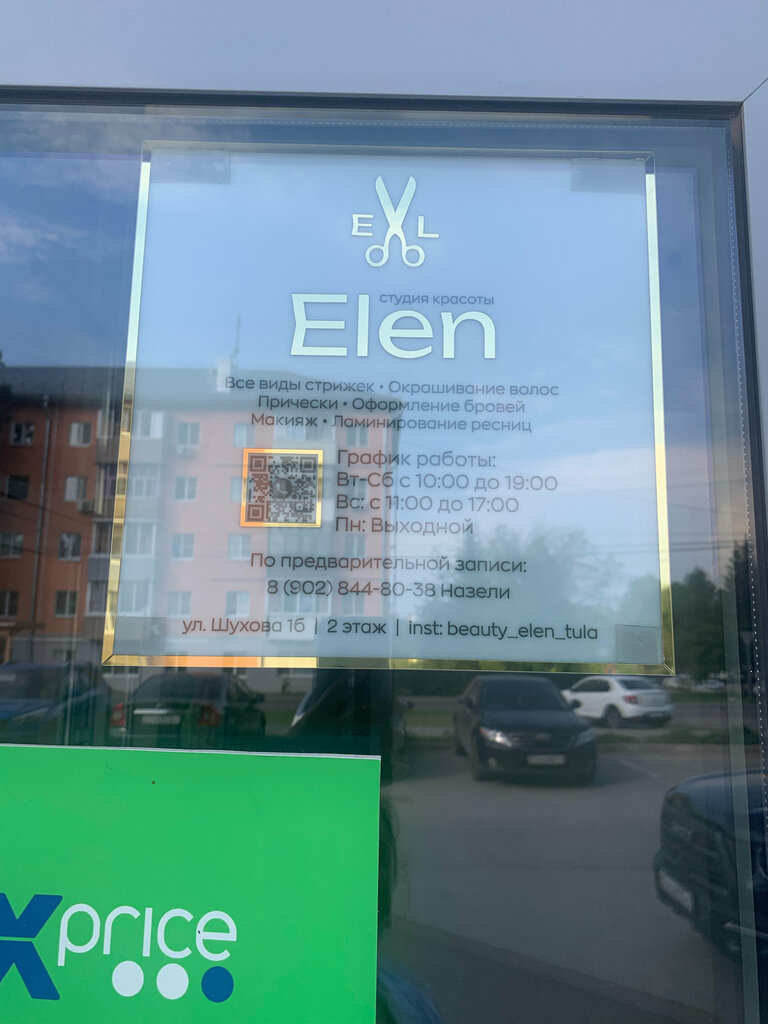 E L
студия красоты
Elen
Все виды стрижек • Окрашивание волос
Прически • Оформление бровей
Макияж • Ламинирование ресниц
График работы:
Вт-Сб с 10:00 до 19:00
Вс: с 11:00 до 17:00
Пн: Выходной
По предварительной записи:
8 (902) 844-80-38 Назели
ул. Шухова 1б | 2 этаж | inst: beauty_elen_tula
price